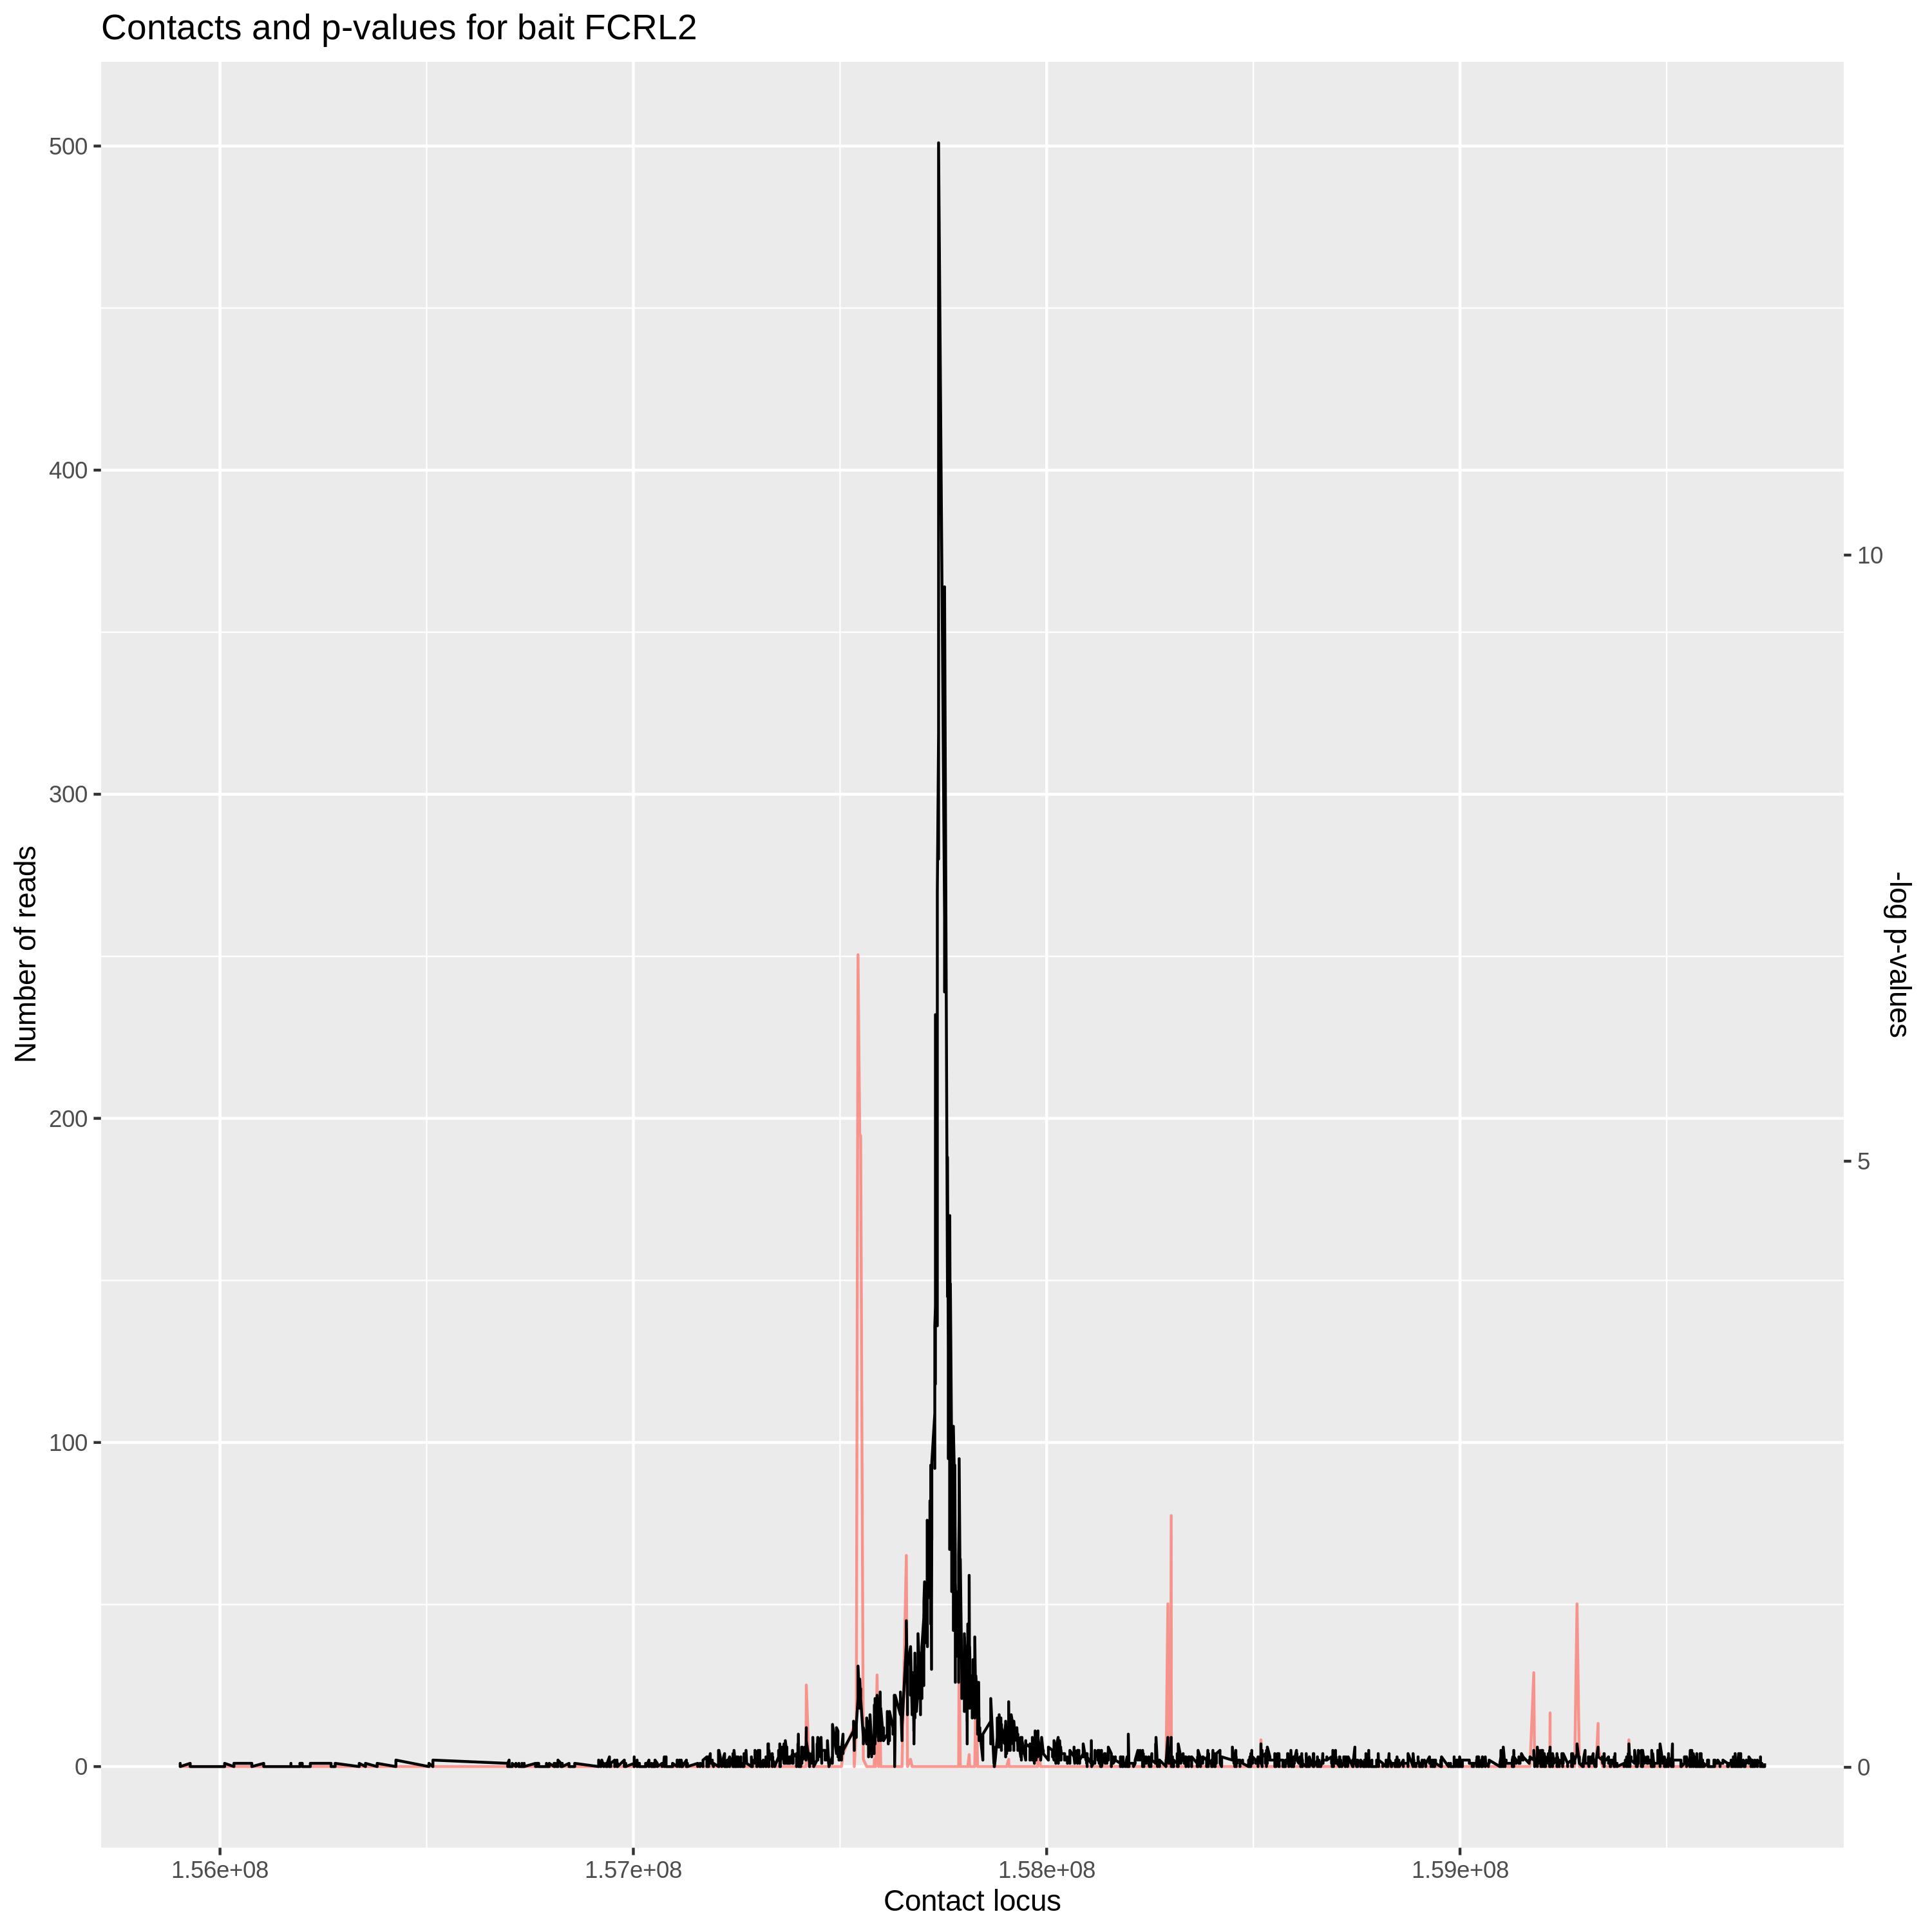 Contacts and p-values for bait FCRL2
500
400
300
200
100
0
Number of reads
10
5
0
-log p-values
1.56e+08
1.57e+08
1.58e+08
1.59e+08
Contact locus